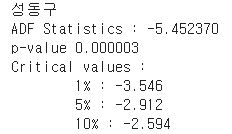 성동구
ADF Statistics : -5.452370
p-value 0.000003
Critical values :
1% : -3.546
5% : -2.912
10% : -2.594